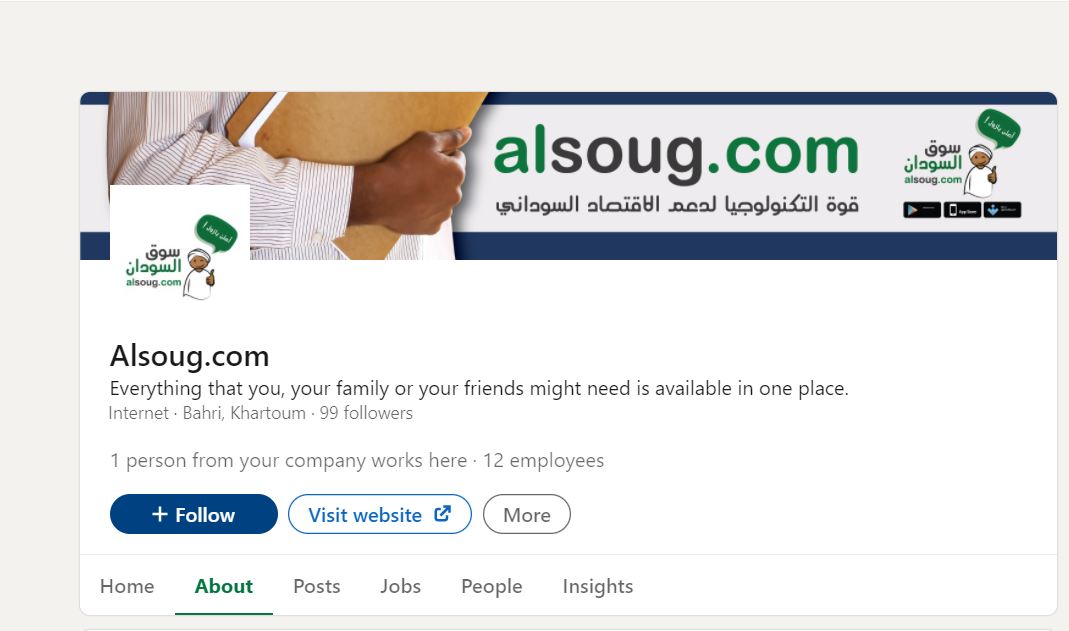 alsoug.com
قوة التكنولوجيا لدعم الاقتصاد السوداني
سوق
السودان
alsoug.com
App Store
سوق
السودان
alsoug.com
Alsoug.com
Everything that you, your family or your friends might need is available in one place.
Internet · Bahri, Khartoum · 99 followers
1 person from your company works here · 12 employees
+ Follow
Visit website
More
Home About Posts Jobs People Insights